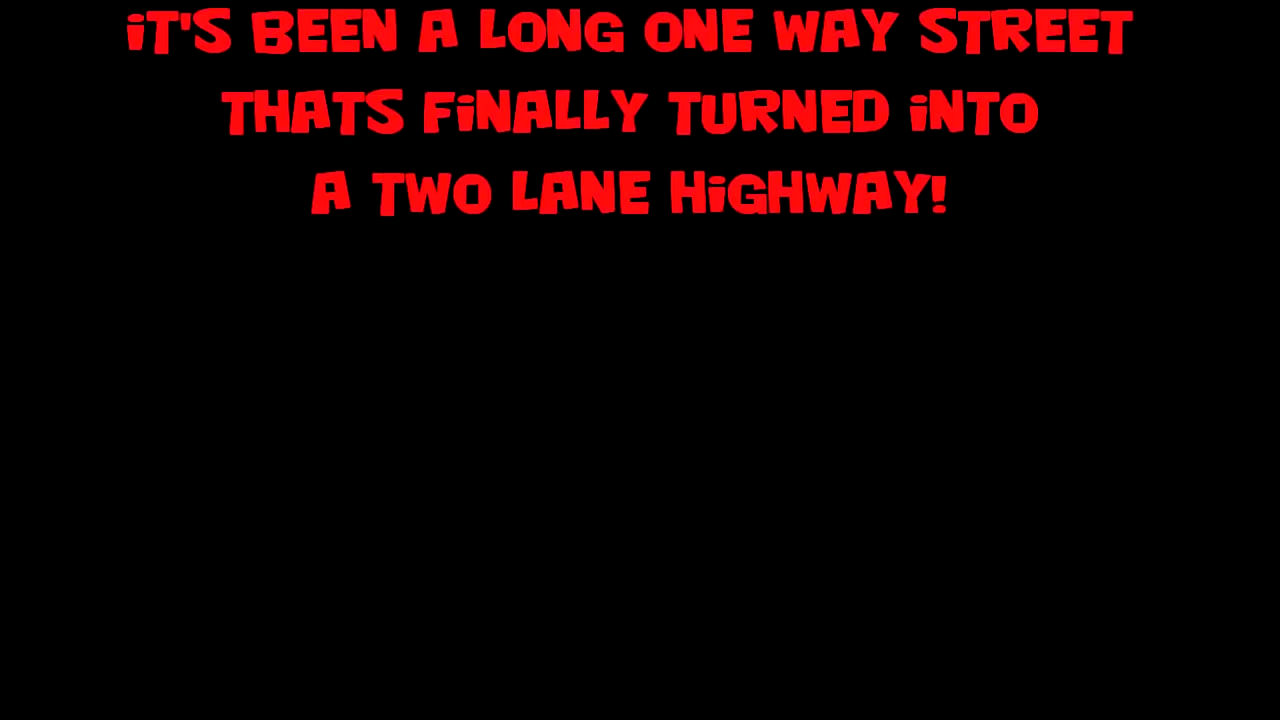 iT'S BEEN A LONG ONE WAY STREET
THATS FiNALLY TURNED iNTO
A TWO LANE HiGHWAY!